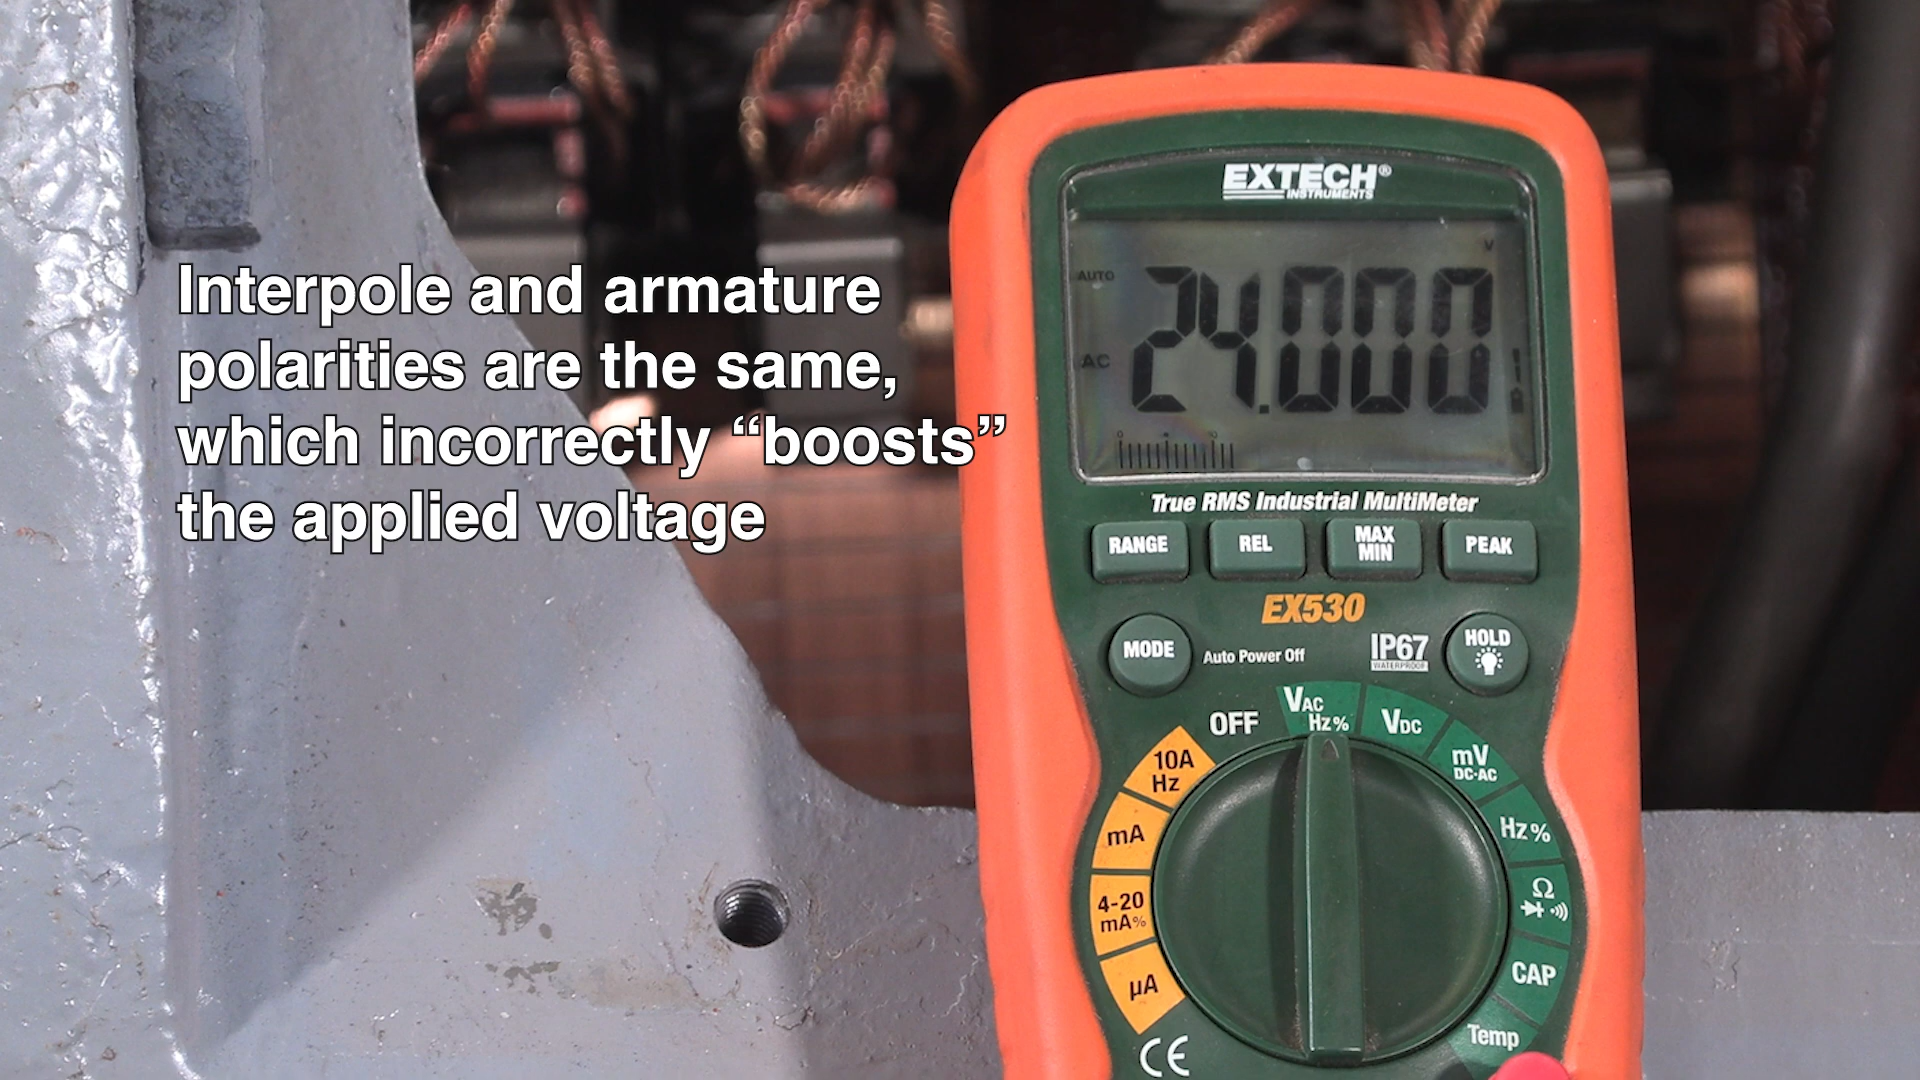 Interpole and armature
polarities are the same,
which incorrectly “boosts”
the applied voltage
EXTECH®
INSTRUMENTS
V
AUTO
AC
24.000
True RMS Industrial MultiMeter
RANGE
REL
MAX
MIN
PEAK
EX530
MODE
Auto Power Off
IP67
WATERPROOF
HOLD
OFF
VAC
Hz%
VDC
mV
DC·AC
Hz%
Ω
CAP
Temp
10A
Hz
mA
4-20
mA%
µA
CE